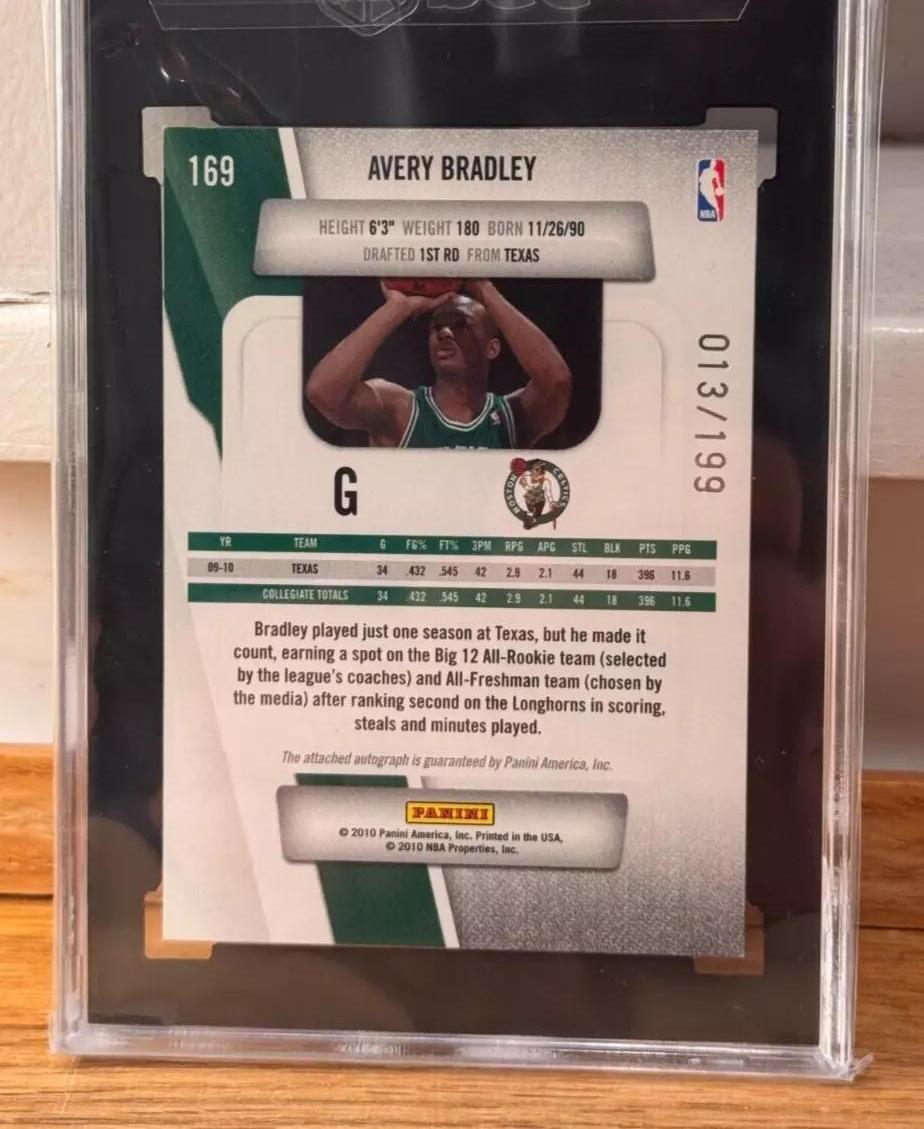 169
AVERY BRADLEY
NBA
HEIGHT 6'3" WEIGHT 180 BORN 11/26/90
DRAFTED 1ST RD FROM TEXAS
013/199
G
BOSTON CELTICS
YR TEAM G FG% FT% 3PM RPG APG STL BLK PTS PPG
09-10 TEXAS 34 .432 .545 42 2.9 2.1 44 18 396 11.6
COLLEGIATE TOTALS 34 .432 .545 42 2.9 2.1 44 18 396 11.6
Bradley played just one season at Texas, but he made it
count, earning a spot on the Big 12 All-Rookie team (selected
by the league's coaches) and All-Freshman team (chosen by
the media) after ranking second on the Longhorns in scoring,
steals and minutes played.
The attached autograph is guaranteed by Panini America, Inc.
PANINI
© 2010 Panini America, Inc. Printed in the USA.
© 2010 NBA Properties, Inc.